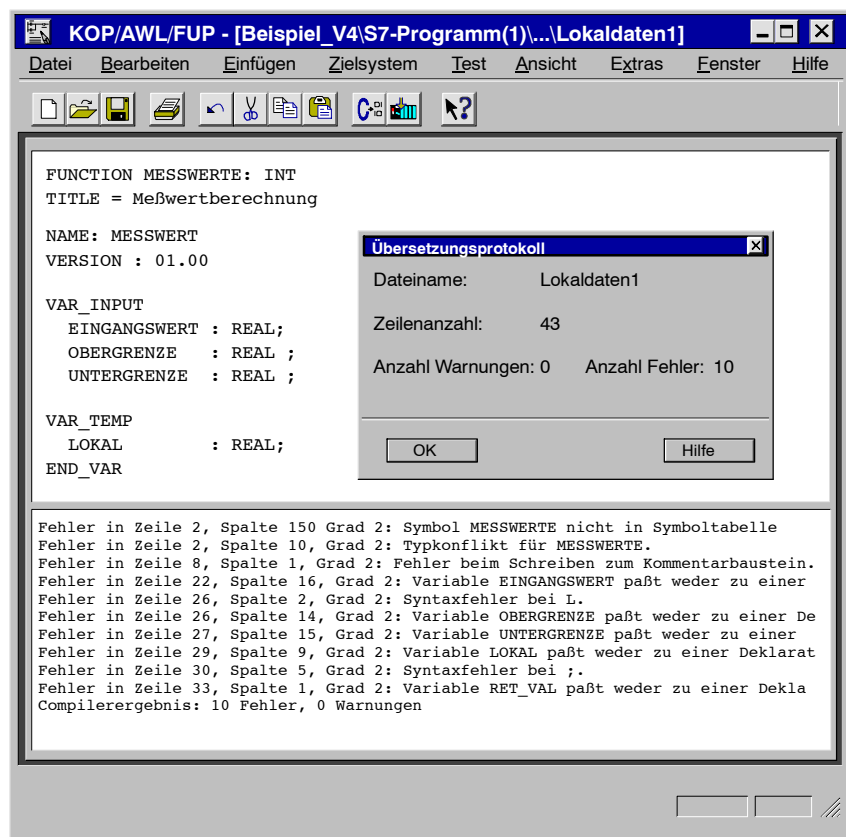 KOP/AWL/FUP - [Beispiel_V4\S7-Programm(1)\...\Lokaldaten1]
Datei Bearbeiten Einfügen Zielsystem Test Ansicht Extras Fenster Hilfe
FUNCTION MESSWERTE: INT
TITLE = Meßwertberechnung
NAME: MESSWERT
VERSION : 01.00
VAR_INPUT
EINGANGSWERT : REAL;
OBERGRENZE : REAL ;
UNTERGRENZE : REAL ;
VAR_TEMP
LOKAL : REAL;
END_VAR
Übersetzungsprotokoll
Dateiname: Lokaldaten1
Zeilenanzahl: 43
Anzahl Warnungen: 0 Anzahl Fehler: 10
OK Hilfe
Fehler in Zeile 2, Spalte 150 Grad 2: Symbol MESSWERTE nicht in Symboltabelle
Fehler in Zeile 2, Spalte 10, Grad 2: Typkonflikt für MESSWERTE.
Fehler in Zeile 8, Spalte 1, Grad 2: Fehler beim Schreiben zum Kommentarbaustein.
Fehler in Zeile 22, Spalte 16, Grad 2: Variable EINGANGSWERT paßt weder zu einer
Fehler in Zeile 26, Spalte 2, Grad 2: Syntaxfehler bei L.
Fehler in Zeile 26, Spalte 14, Grad 2: Variable OBERGRENZE paßt weder zu einer De
Fehler in Zeile 27, Spalte 15, Grad 2: Variable UNTERGRENZE paßt weder zu einer
Fehler in Zeile 29, Spalte 9, Grad 2: Variable LOKAL paßt weder zu einer Deklarat
Fehler in Zeile 30, Spalte 5, Grad 2: Syntaxfehler bei ;.
Fehler in Zeile 33, Spalte 1, Grad 2: Variable RET_VAL paßt weder zu einer Dekla
Compilerergebnis: 10 Fehler, 0 Warnungen